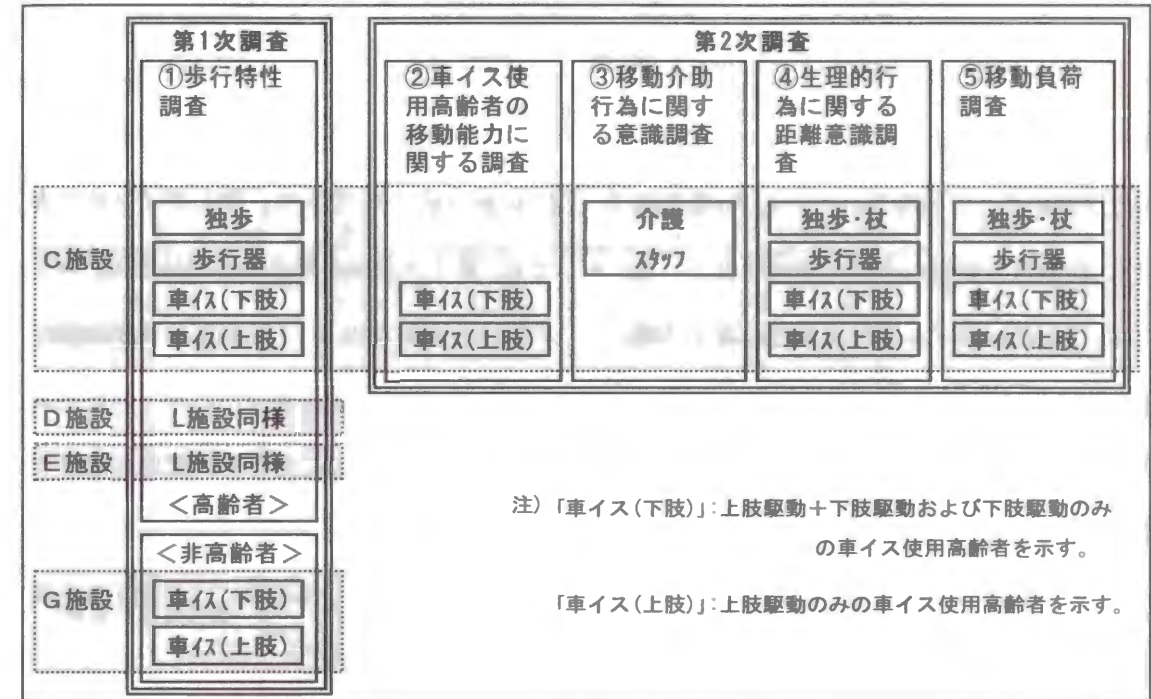 第1次調査
第2次調査
①歩行特性
調査
②車イス使
用高齢者の
移動能力に
関する調査
③移動介助
行為に関す
る意識調査
④生理的行
為に関する
距離意識調
査
⑤移動負荷
調査
C施設
独歩
歩行器
車イス(下肢)
車イス(上肢)
車イス(下肢)
車イス(上肢)
介護
スタッフ
独歩·杖
歩行器
車イス(下肢)
車イス(上肢)
独歩·杖
歩行器
車イス(下肢)
車イス(上肢)
D施設
L施設同様
E施設
L施設同様
<高齢者>
<非高齢者>
G施設
車イス(下肢)
車イス(上肢)
注)「車イス(下肢)」:上肢駆動+下肢駆動および下肢駆動のみ
の車イス使用高齢者を示す。
「車イス(上肢)」:上肢駆動のみの車イス使用高齢者を示す。